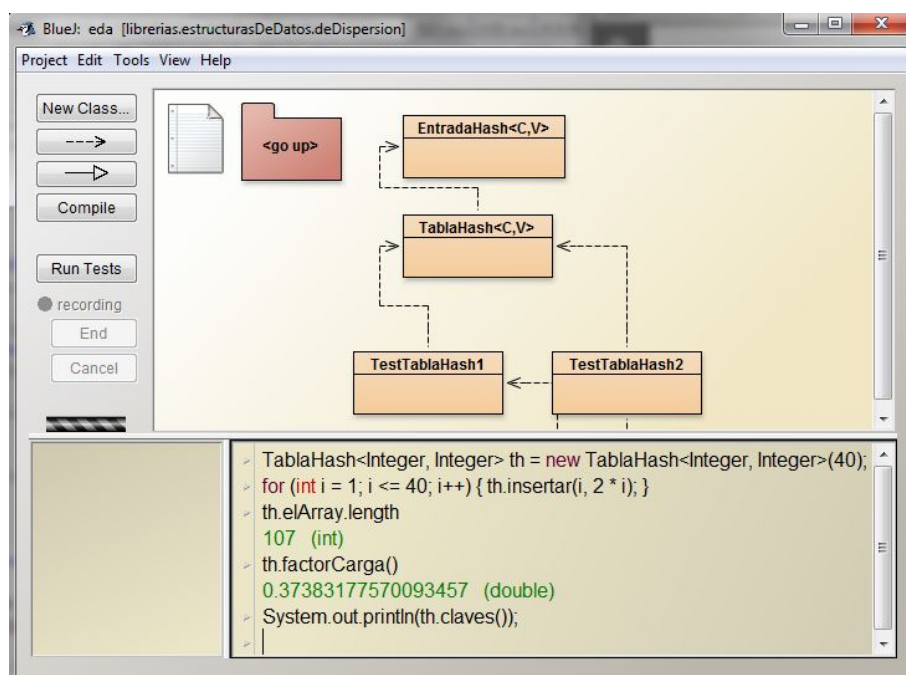 BlueJ: eda [librerias.estructurasDeDatos.deDispersion]
Project Edit Tools View Help
New Class...
<go up>
EntradaHash<C,V>
Compile
TablaHash<C,V>
Run Tests
recording
End
Cancel
TestTablaHash1
TestTablaHash2
TablaHash<Integer, Integer> th = new TablaHash<Integer, Integer>(40);
for (int i = 1; i <= 40; i++) { th.insertar(i, 2 * i); }
th.elArray.length
107 (int)
th.factorCarga()
0.37383177570093457 (double)
System.out.println(th.claves());